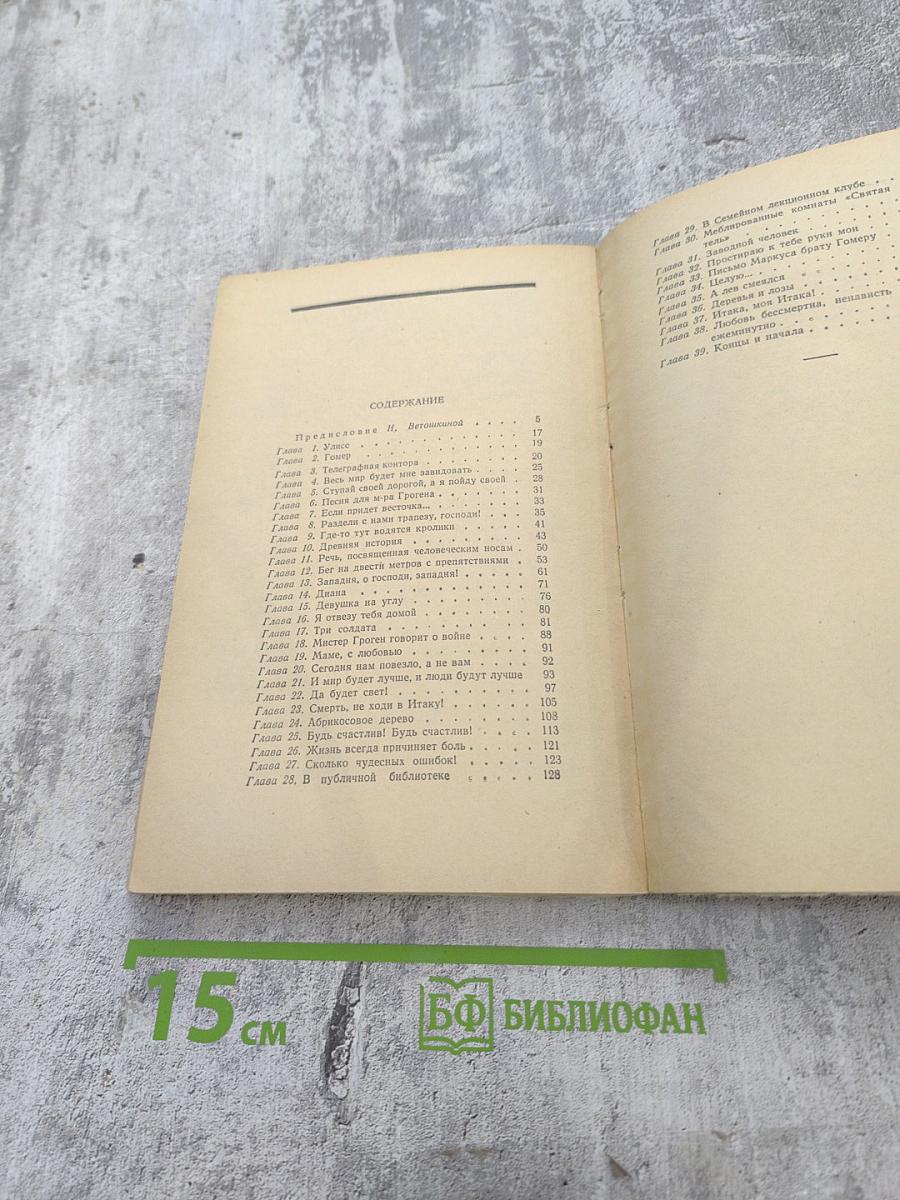 СОДЕРЖАНИЕ
Предисловие Н. Ветошкиной . . . . 5
Глава 1. Улисс . . . . . . . . . . 17
Глава 2. Гомер . . . . . . . . . . 19
Глава 3. Телеграфная контора . . . . . . 20
Глава 4. Весь мир будет мне завидовать . . . . 25
Глава 5. Ступай своей дорогой, а я пойду своей . 28
Глава 6. Песня для м-ра Грогена . . . . . . 31
Глава 7. Если придет весточка... . . . . . . 33
Глава 8. Раздели с нами трапезу, господи! . . . 35
Глава 9. Где-то тут водятся кролики . . . . . 41
Глава 10. Древняя история . . . . . . . 43
Глава 11. Речь, посвященная человеческим носам . 50
Глава 12. Бег на двести метров с препятствиями . 53
Глава 13. Западня, о господи, западня! . . . . 61
Глава 14. Диана . . . . . . . . . . 71
Глава 15. Девушка на углу . . . . . . . 76
Глава 16. Я отвезу тебя домой . . . . . . 80
Глава 17. Три солдата . . . . . . . . 81
Глава 18. Мистер Гроген говорит о войне . . . 88
Глава 19. Маме, с любовью . . . . . . . 91
Глава 20. Сегодня нам повезло, а не вам . . . . 92
Глава 21. И мир будет лучше, и люди будут лучше 93
Глава 22. Да будет свет! . . . . . . . . 97
Глава 23. Смерть, не ходи в Итаку! . . . . . 105
Глава 24. Абрикосовое дерево . . . . . . 108
Глава 25. Будь счастлив! Будь счастлив! . . . . 113
Глава 26. Жизнь всегда причиняет боль . . . . 121
Глава 27. Сколько чудесных ошибок! . . . . . 123
Глава 28. В публичной библиотеке . . . . . 128
Глава 29. В Семейном лекционном клубе . .
Глава 30. Меблированные комнаты «Святая
тель» . . . . . . . .
Глава 31. Заводной человек . . . . . .
Глава 32. Простираю к тебе руки мои . .
Глава 33. Письмо Маркуса брату Гомеру
Глава 34. Целую... . . . . . . . .
Глава 35. А лев смеялся . . . . . .
Глава 36. Деревья и лозы . . . . . .
Глава 37. Итака, моя Итака! . . . . .
Глава 38. Любовь бессмертна, ненависть
ежеминутно . . . . . .
Глава 39. Концы и начала . . . . . .
15 см
БФ БИБЛИОФАН